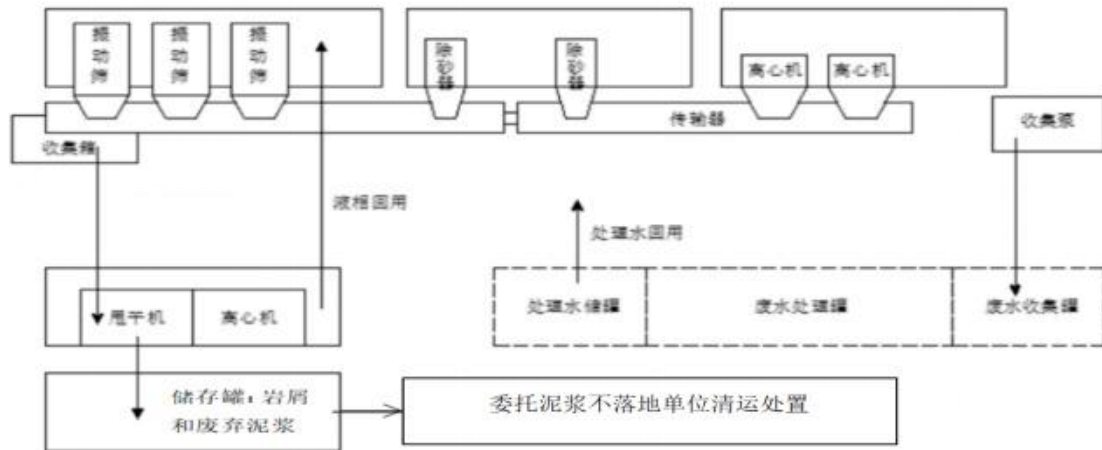 振动筛
振动筛
振动筛
除砂器
除砂器
离心机
离心机
传输器
收集箱
收集泵
液相回用
处理水回用
甩干机
离心机
处理水储罐
废水处理罐
废水收集罐
储存罐：岩屑
和废弃泥浆
委托泥浆不落地单位清运处置